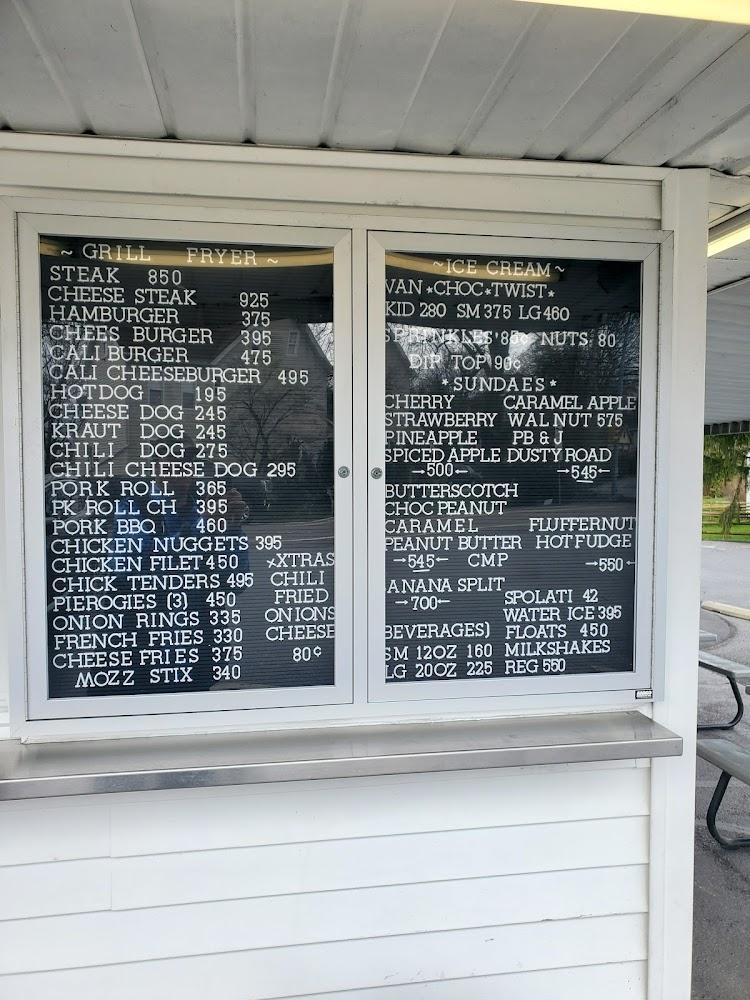 ~ GRILL FRYER ~
STEAK 850
CHEESE STEAK 925
HAMBURGER 375
CHEES BURGER 395
CALI BURGER 475
CALI CHEESEBURGER 495
HOTDOG 195
CHEESE DOG 245
KRAUT DOG 245
CHILI DOG 275
CHILI CHEESE DOG 295
PORK ROLL 365
PK ROLL CH 395
PORK BBQ 460
CHICKEN NUGGETS 395
CHICKEN FILET 450
CHICK TENDERS 495
PIEROGIES (3) 450
ONION RINGS 335
FRENCH FRIES 330
CHEESE FRIES 375
MOZZ STIX 340
XTRAS
CHILI
FRIED
ONIONS
CHEESE
80¢
~ICE CREAM~
VAN*CHOC*TWIST*
KID 280 SM 375 LG 460
SPRINKLES 85¢ NUTS 80
DIP TOP 90¢
*SUNDAES*
CHERRY CARAMEL APPLE
STRAWBERRY WALNUT 575
PINEAPPLE PB & J
SPICED APPLE DUSTY ROAD
→500← →545←
BUTTERSCOTCH
CHOC PEANUT
CARAMEL FLUFFERNUT
PEANUT BUTTER HOT FUDGE
→545← CMP →550←
ANANA SPLIT
→700←
SPOLATI 42
WATER ICE 395
BEVERAGES) FLOATS 450
SM 12OZ 160 MILKSHAKES
LG 20OZ 225 REG 550